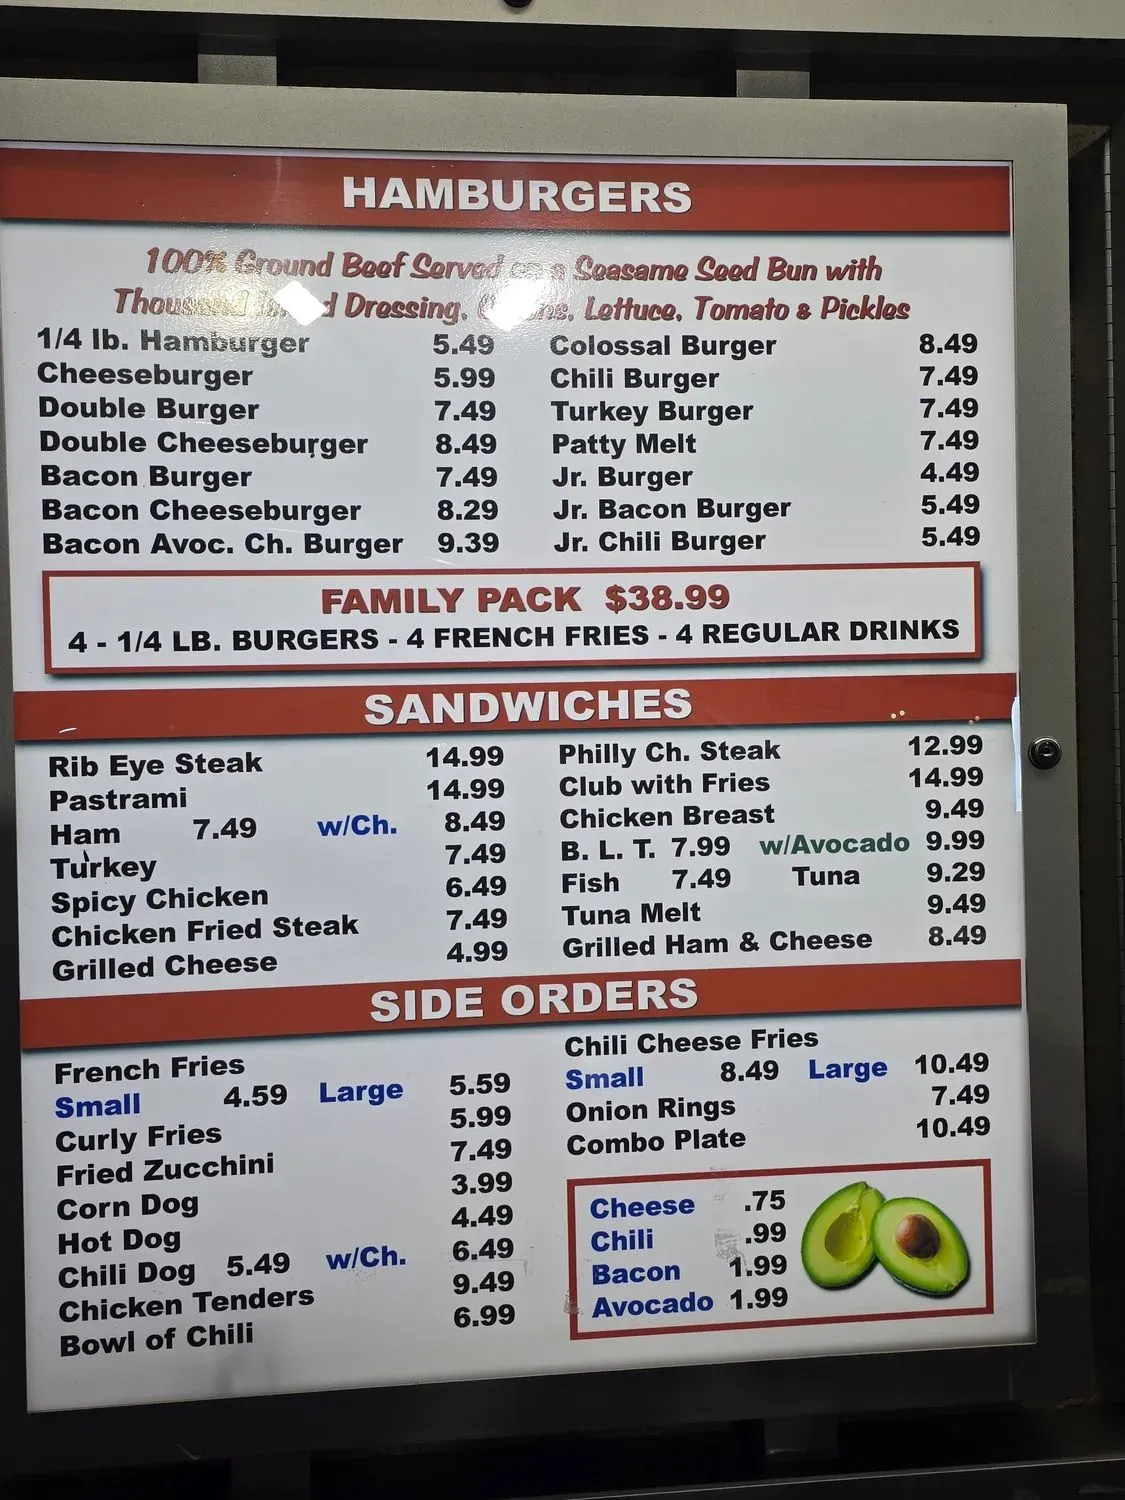 HAMBURGERS
100% Ground Beef Served on a Seasame Seed Bun with
Thousand Island Dressing, Lettuce, Tomato & Pickles
1/4 lb. Hamburger 5.49
Cheeseburger 5.99
Double Burger 7.49
Double Cheeseburger 8.49
Bacon Burger 7.49
Bacon Cheeseburger 8.29
Bacon Avoc. Ch. Burger 9.39
Colossal Burger 8.49
Chili Burger 7.49
Turkey Burger 7.49
Patty Melt 7.49
Jr. Burger 4.49
Jr. Bacon Burger 5.49
Jr. Chili Burger 5.49
FAMILY PACK $38.99
4 - 1/4 LB. BURGERS - 4 FRENCH FRIES - 4 REGULAR DRINKS
SANDWICHES
Rib Eye Steak 14.99
Pastrami 14.99
Ham 7.49 w/Ch. 8.49
Turkey 7.49
Spicy Chicken 6.49
Chicken Fried Steak 7.49
Grilled Cheese 4.99
Philly Ch. Steak 12.99
Club with Fries 14.99
Chicken Breast 9.49
B. L. T. 7.99 w/Avocado 9.99
Fish 7.49 Tuna 9.29
Tuna Melt 9.49
Grilled Ham & Cheese 8.49
SIDE ORDERS
French Fries
Small 4.59 Large 5.59
Curly Fries 5.99
Fried Zucchini 7.49
Corn Dog 3.99
Hot Dog 4.49
Chili Dog 5.49 w/Ch. 6.49
Chicken Tenders 9.49
Bowl of Chili 6.99
Chili Cheese Fries
Small 8.49 Large 10.49
Onion Rings 7.49
Combo Plate 10.49
Cheese .75
Chili .99
Bacon 1.99
Avocado 1.99